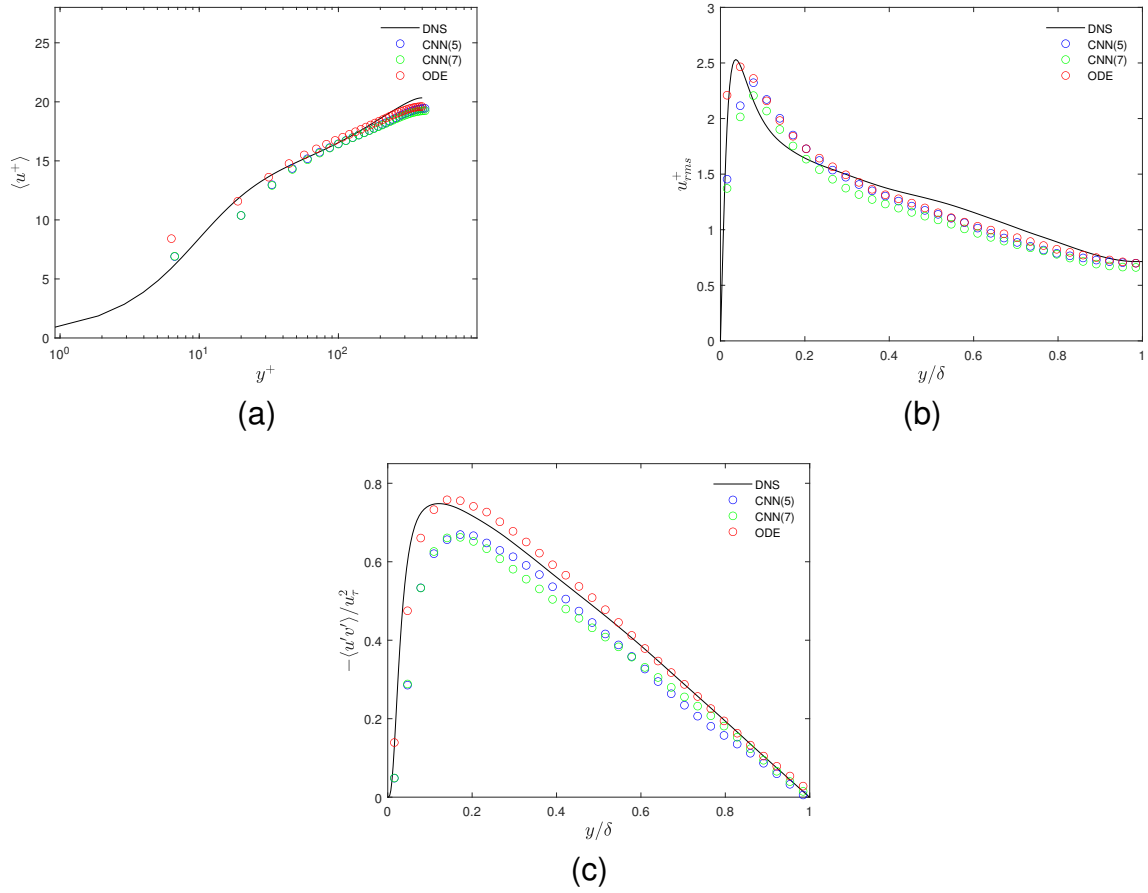 25
20
15
10
5
0
⟨u⁺⟩
10⁰
10¹
10²
y⁺
DNS
CNN(5)
CNN(7)
ODE
(a)
3
2.5
2
1.5
1
0.5
0
u⁺rms
0
0.2
0.4
0.6
0.8
1
y/δ
DNS
CNN(5)
CNN(7)
ODE
(b)
0.8
0.6
0.4
0.2
0
−⟨u′v′⟩/u²τ
0
0.2
0.4
0.6
0.8
1
y/δ
DNS
CNN(5)
CNN(7)
ODE
(c)